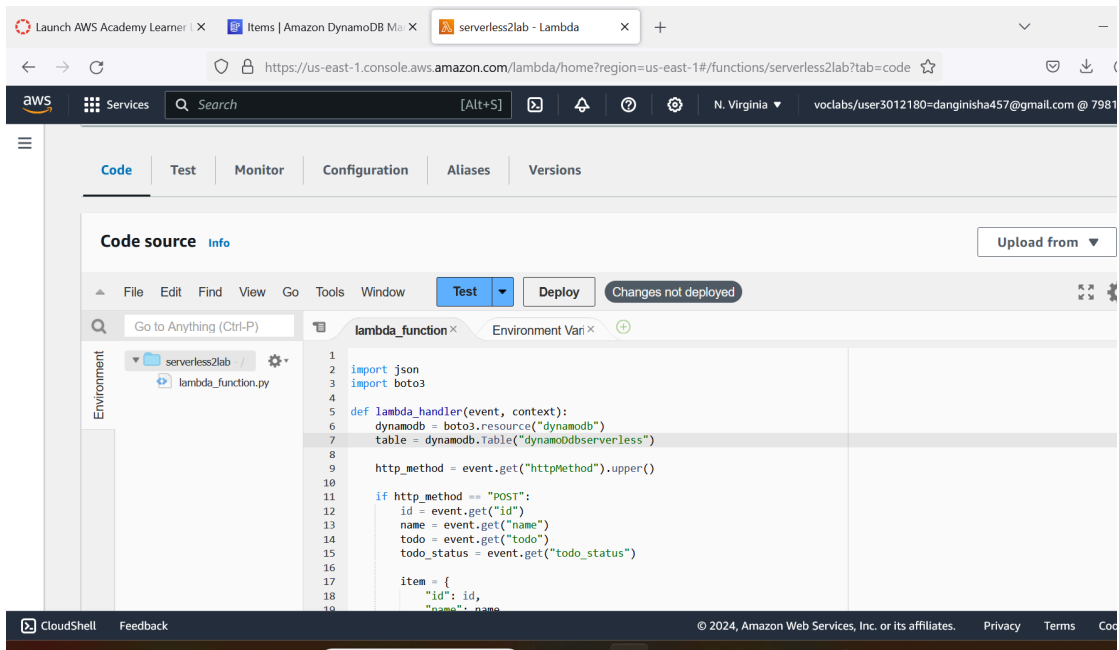 Launch AWS Academy Learner L
Items | Amazon DynamoDB Ma
serverless2lab - Lambda
https://us-east-1.console.aws.amazon.com/lambda/home?region=us-east-1#/functions/serverless2lab?tab=code
aws
Services
Search
[Alt+S]
N. Virginia
voclabs/user3012180=danginisha457@gmail.com @ 7981
Code
Test
Monitor
Configuration
Aliases
Versions
Code source Info
Upload from
File Edit Find View Go Tools Window
Test
Deploy
Changes not deployed
Go to Anything (Ctrl-P)
lambda_function
Environment Vari
Environment
serverless2lab - /
lambda_function.py
1
2 import json
3 import boto3
4
5 def lambda_handler(event, context):
6 dynamodb = boto3.resource("dynamodb")
7 table = dynamodb.Table("dynamoDdbserverless")
8
9 http_method = event.get("httpMethod").upper()
10
11 if http_method == "POST":
12 id = event.get("id")
13 name = event.get("name")
14 todo = event.get("todo")
15 todo_status = event.get("todo_status")
16
17 item = {
18 "id": id,
19 "name": name
CloudShell
Feedback
© 2024, Amazon Web Services, Inc. or its affiliates.
Privacy
Terms
Coo